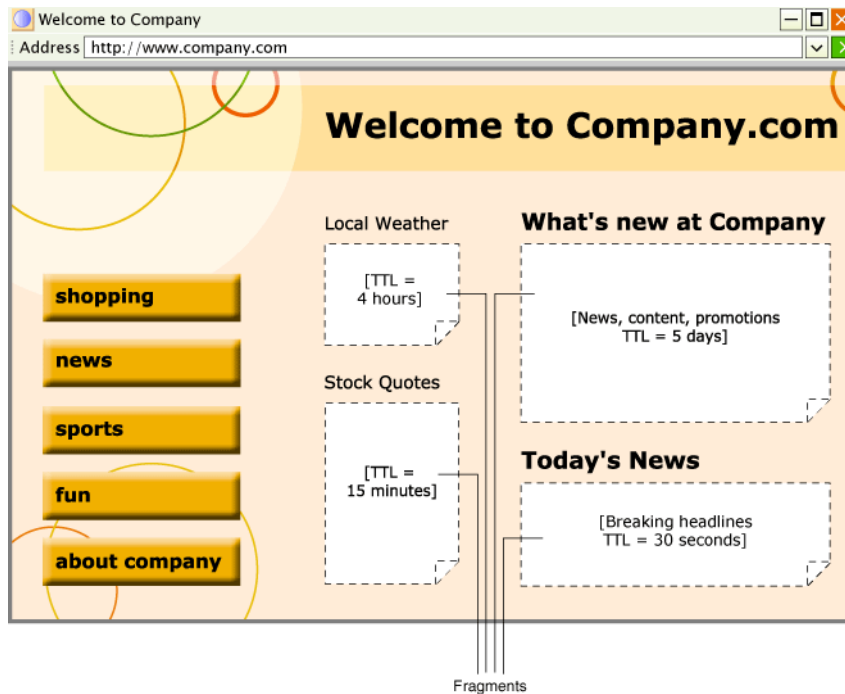 Welcome to Company
Address http://www.company.com
Welcome to Company.com
shopping
news
sports
fun
about company
Local Weather
[TTL =
4 hours]
Stock Quotes
[TTL =
15 minutes]
What's new at Company
[News, content, promotions
TTL = 5 days]
Today's News
[Breaking headlines
TTL = 30 seconds]
Fragments